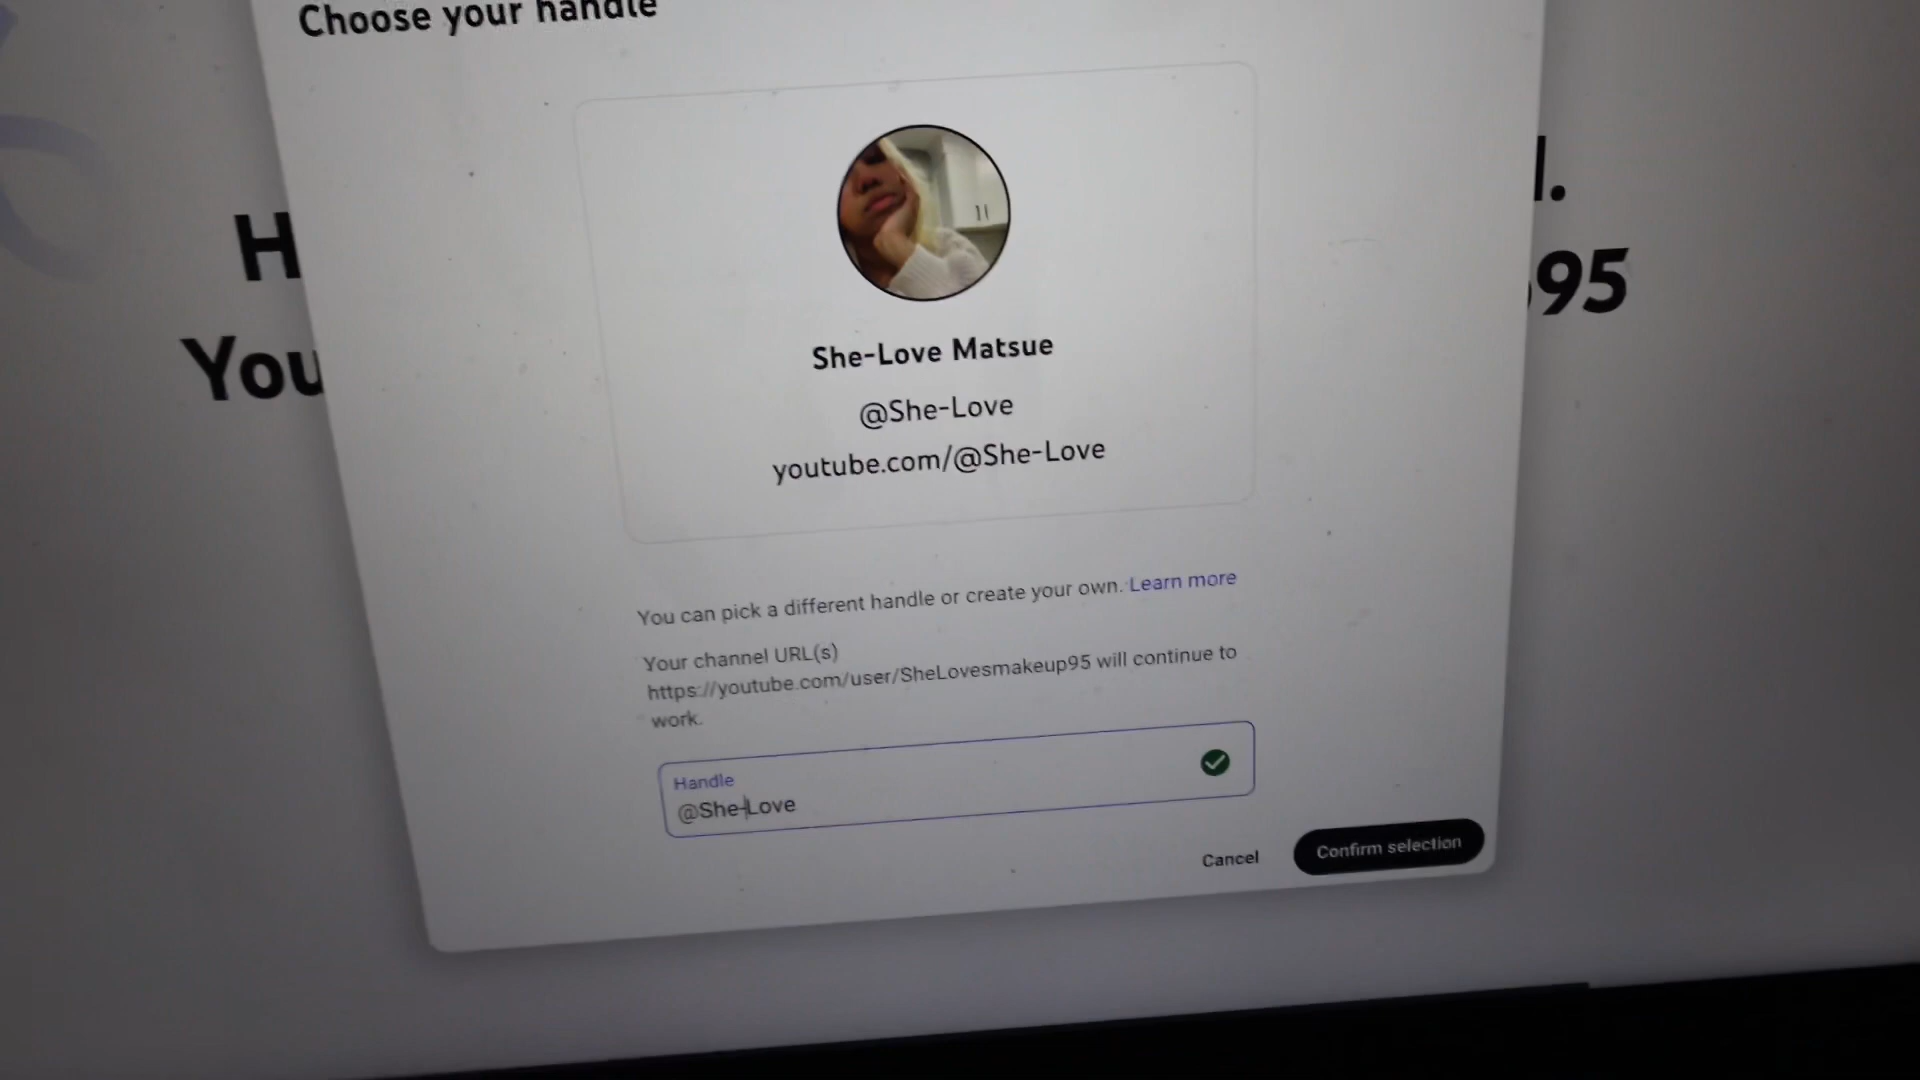 Choose your handle
She-Love Matsue
@She-Love
youtube.com/@She-Love
H
l.
You
95
You can pick a different handle or create your own. Learn more
Your channel URL(s)
https://youtube.com/user/SheLovesmakeup95 will continue to
work.
Handle
@She-Love
Cancel
Confirm selection